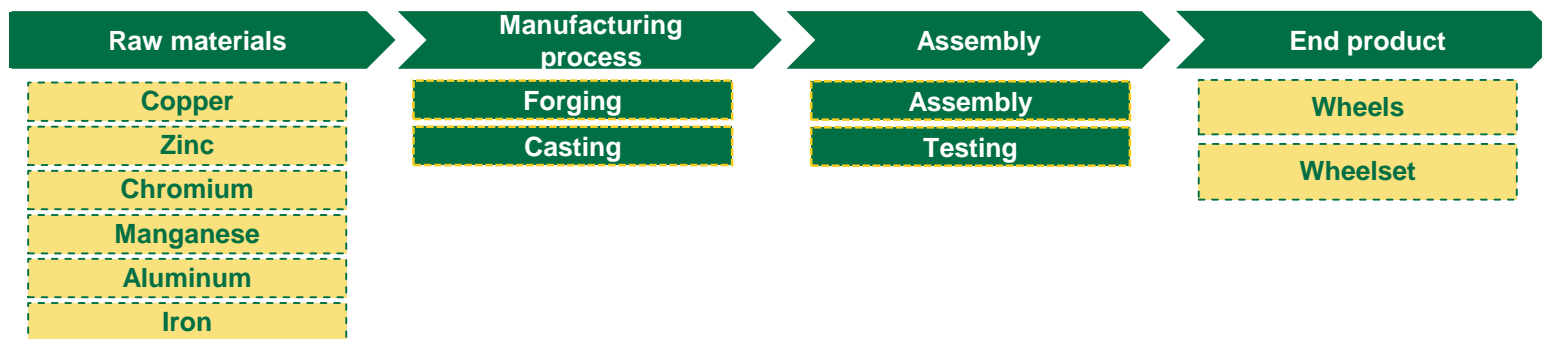 Raw materials
Manufacturing
process
Assembly
End product
Copper
Zinc
Chromium
Manganese
Aluminum
Iron
Forging
Casting
Assembly
Testing
Wheels
Wheelset